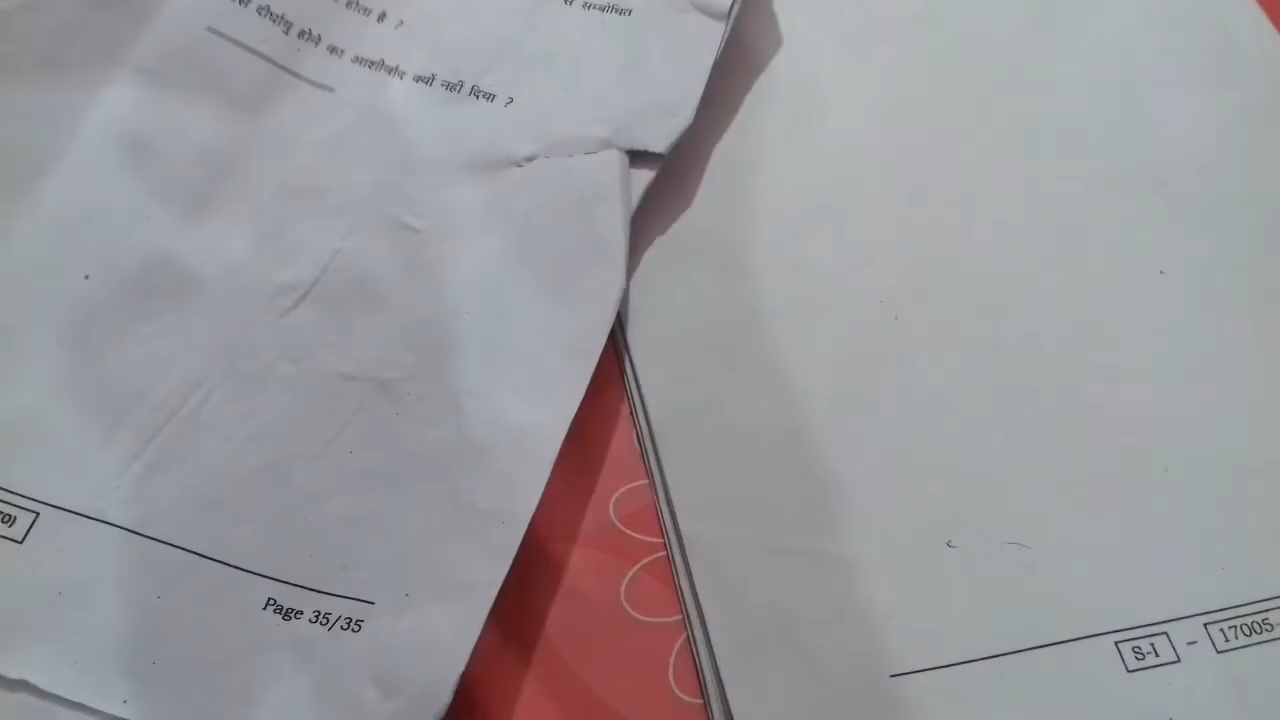 होता है ?
से सम्बोधित
दीर्घायु होने का आशीर्वाद क्यों नहीं दिया ?
Page 35/35
S-I – 17005-